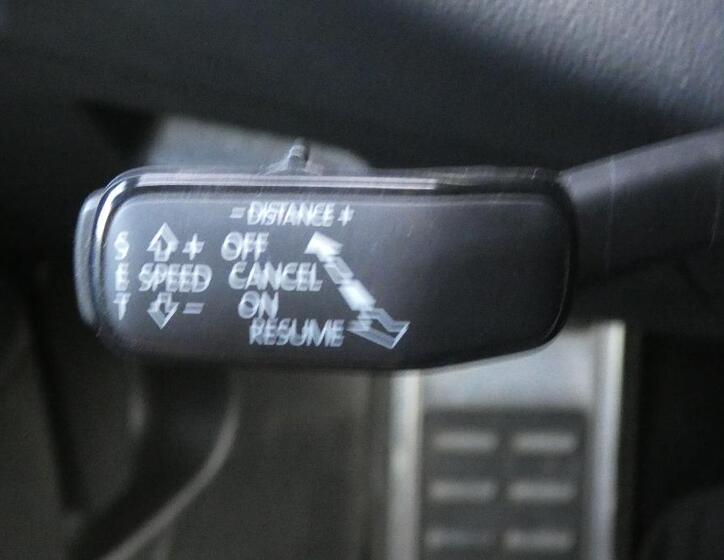 - DISTANCE +
S + OFF
E SPEED CANCEL
T - ON
RESUME